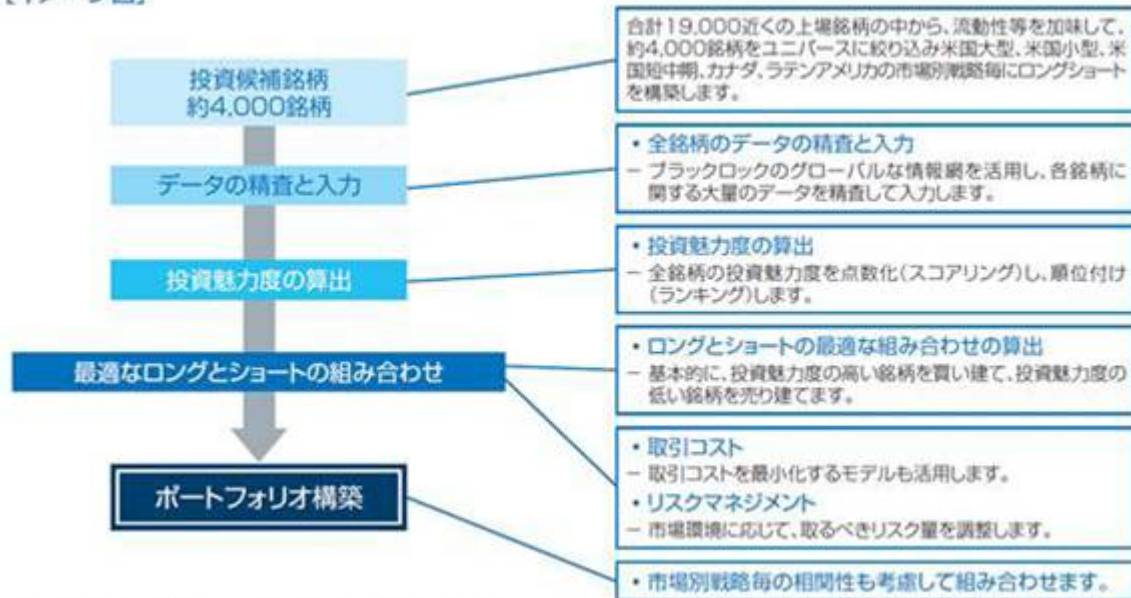 投資候補銘柄
約4,000銘柄
合計19,000近くの上場銘柄の中から、流動性等を加味して、
約4,000銘柄をユニバースに絞り込み米国大型、米国小型、米
国短中期、カナダ、ラテンアメリカの市場別戦略毎にロングショート
を構築します。
データの精査と入力
・全銘柄のデータの精査と入力
− ブラックロックのグローバルな情報網を活用し、各銘柄に
関する大量のデータを精査して入力します。
投資魅力度の算出
・投資魅力度の算出
− 全銘柄の投資魅力度を点数化(スコアリング)し、順位付け
(ランキング)します。
最適なロングとショートの組み合わせ
・ロングとショートの最適な組み合わせの算出
− 基本的に、投資魅力度の高い銘柄を買い建て、投資魅力度の
低い銘柄を売り建てます。
・取引コスト
− 取引コストを最小化するモデルも活用します。
・リスクマネジメント
− 市場環境に応じて、取るべきリスク量を調整します。
ポートフォリオ構築
・市場別戦略毎の相関性も考慮して組み合わせます。